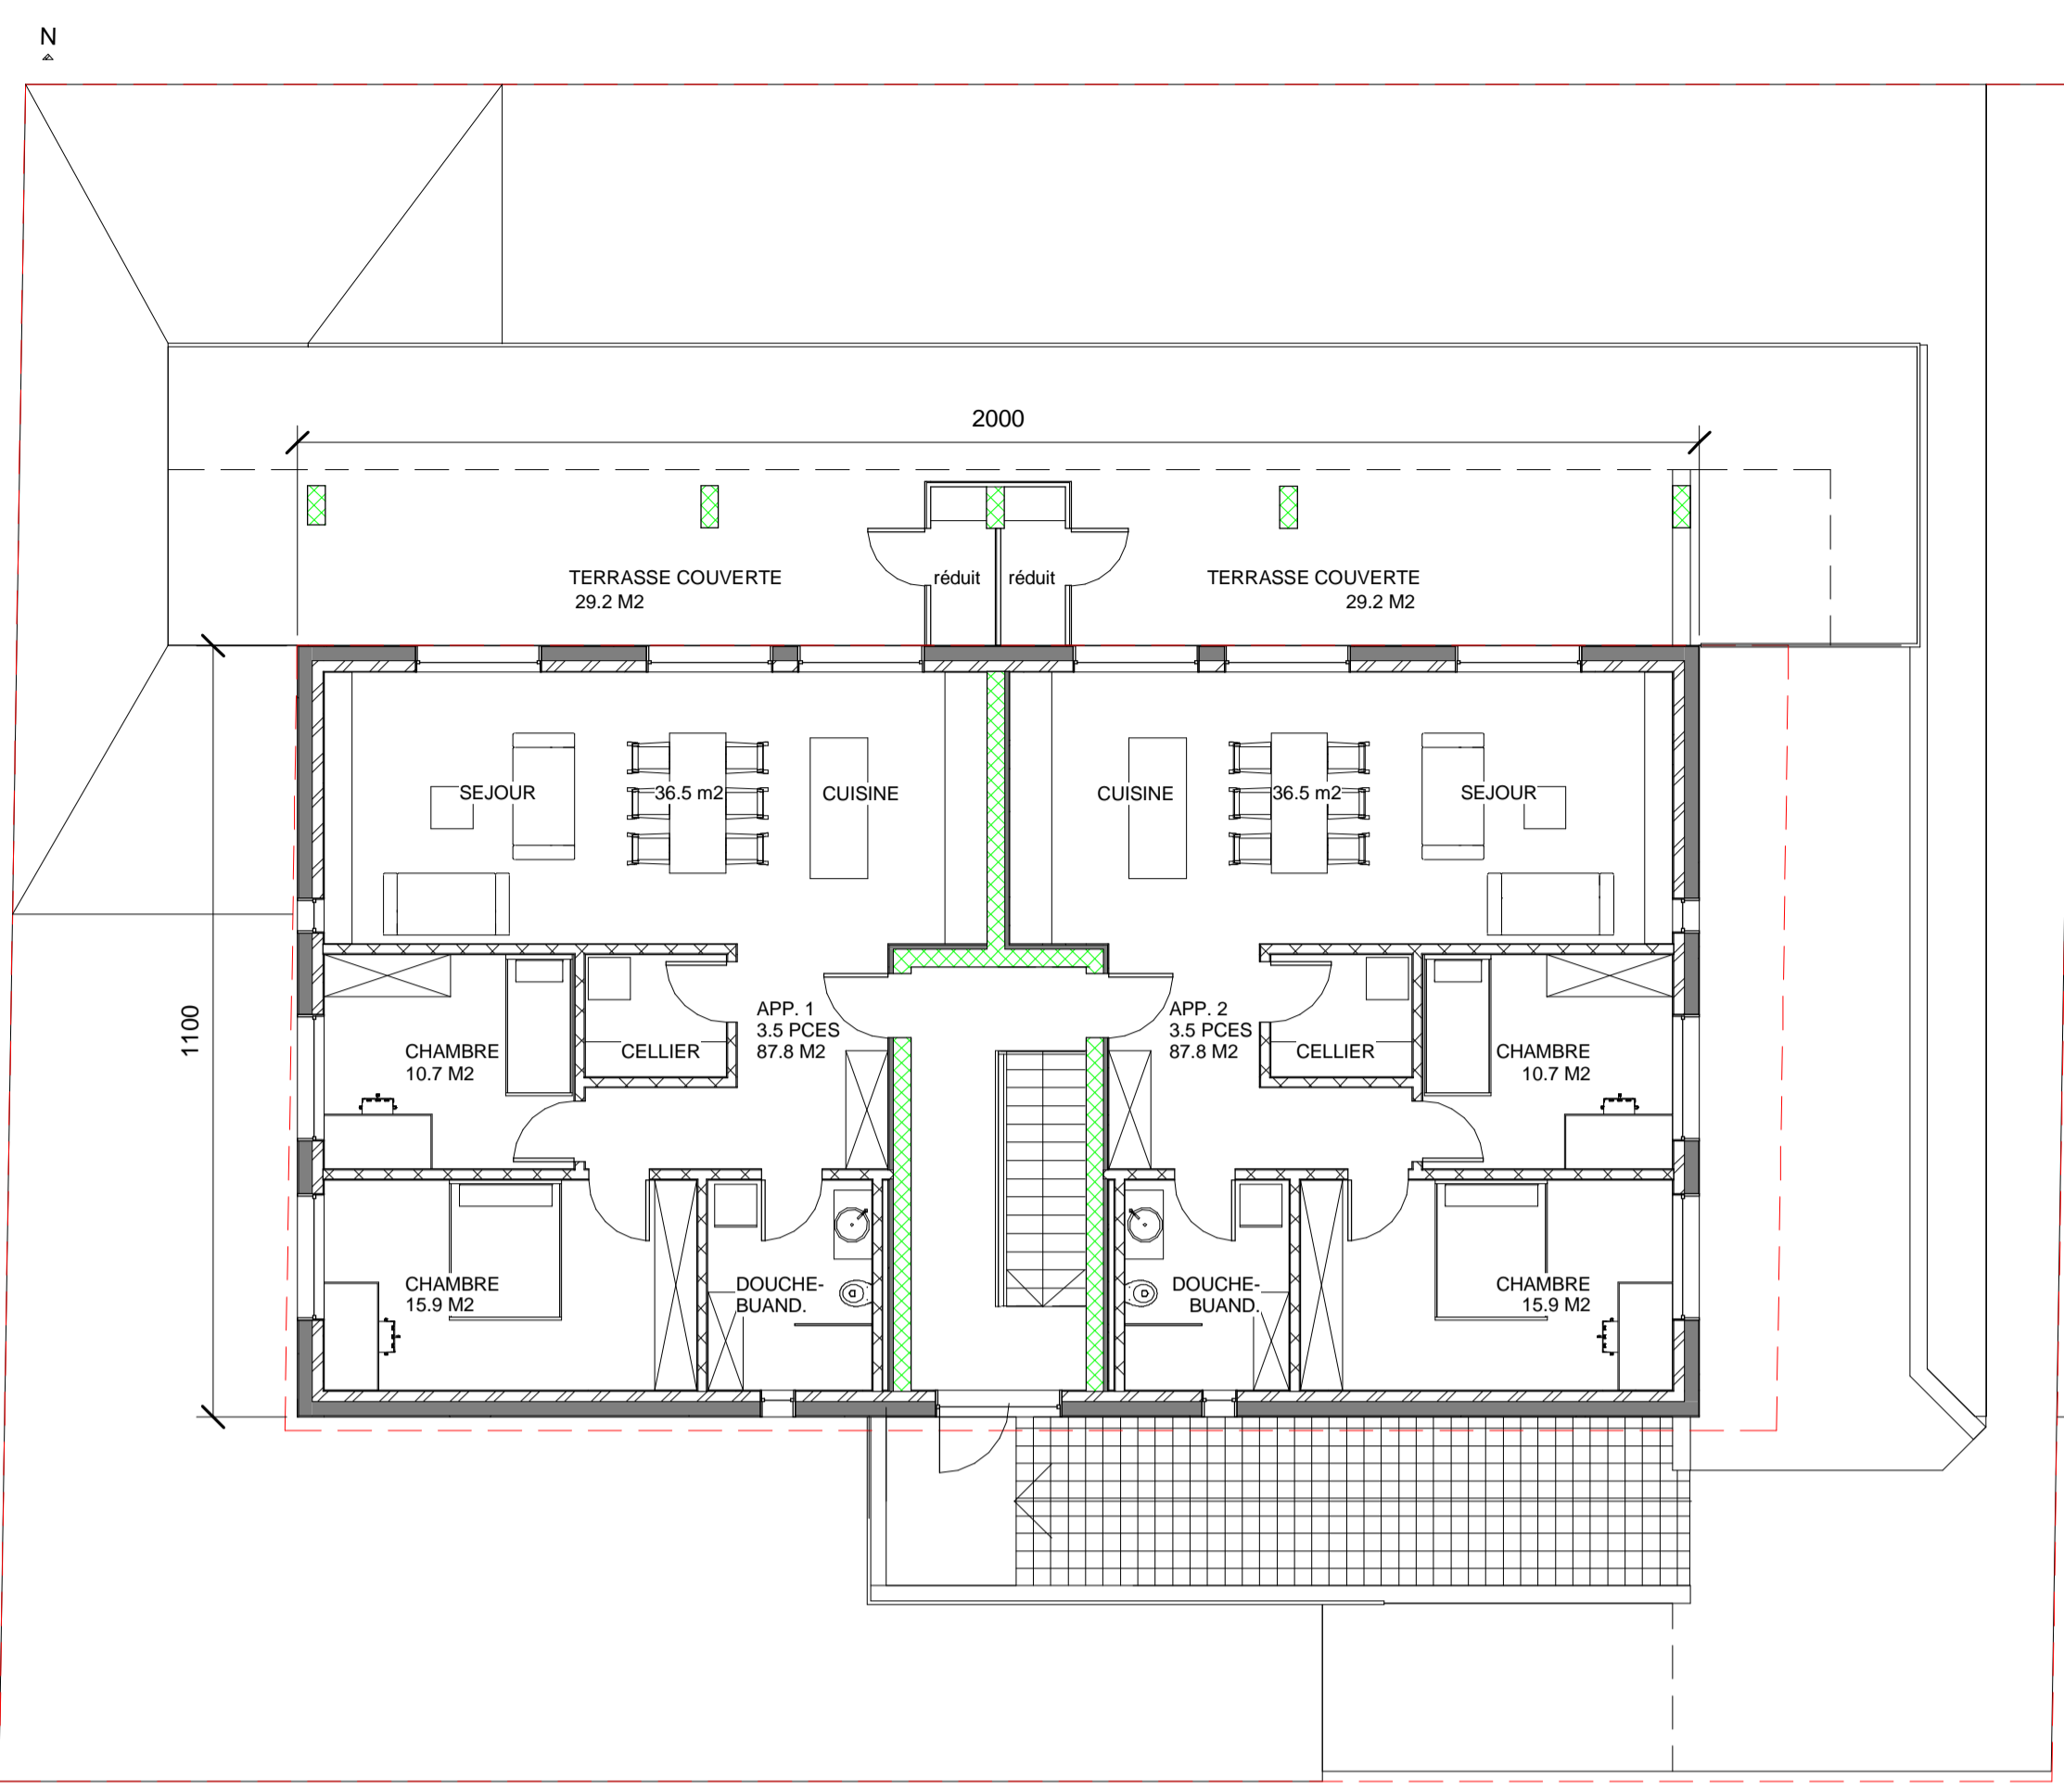 N
2000
TERRASSE COUVERTE
29.2 M2
réduit
réduit
TERRASSE COUVERTE
29.2 M2
SEJOUR
36.5 m2
CUISINE
CUISINE
36.5 m2
SEJOUR
1100
CHAMBRE
10.7 M2
CELLIER
APP. 1
3.5 PCES
87.8 M2
APP. 2
3.5 PCES
87.8 M2
CELLIER
CHAMBRE
10.7 M2
CHAMBRE
15.9 M2
DOUCHE-
BUAND.
DOUCHE-
BUAND.
CHAMBRE
15.9 M2